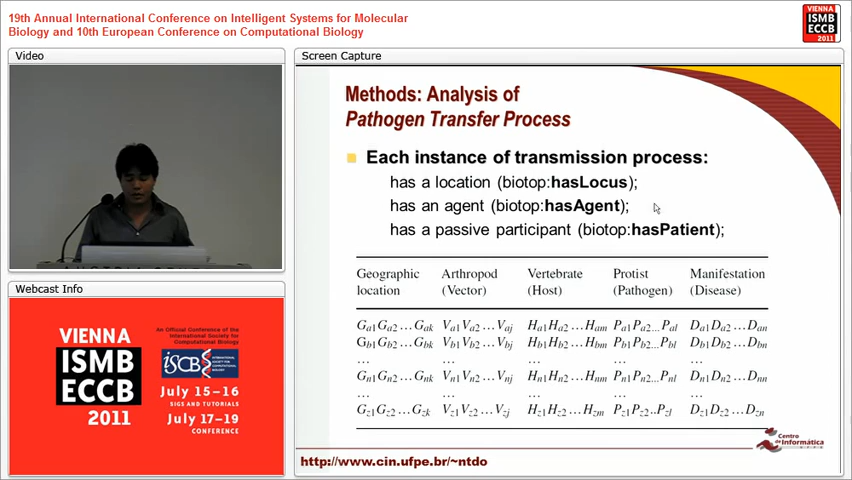 19th Annual International Conference on Intelligent Systems for Molecular
Biology and 10th European Conference on Computational Biology
VIENNA
ISMB
ECCB
2011
Video
Screen Capture
Methods: Analysis of
Pathogen Transfer Process
Each instance of transmission process:
has a location (biotop:hasLocus);
has an agent (biotop:hasAgent);
has a passive participant (biotop:hasPatient);
Geographic location Arthropod (Vector) Vertebrate (Host) Protist (Pathogen) Manifestation (Disease)
Ga1Ga2…Gak Va1Va2…Vaj Ha1Ha2…Ham Pa1Pa2...Pal Da1Da2…Dan
Gb1Gb2…Gbk Vb1Vb2…Vbj Hb1Hb2…Hbm Pb1Pb2...Pbl Db1Db2…Dbn
… … … … …
Gn1Gn2…Gnk Vn1Vn2…Vnj Hn1Hn2…Hnm Pn1Pn2...Pnl Dn1Dn2…Dnn
… … … … …
Gz1Gz2…Gzk Vz1Vz2…Vzj Hz1Hz2…Hzm Pz1Pz2..Pzl Dz1Dz2…Dzn
Centro
de Informática
http://www.cin.ufpe.br/~ntdo
Webcast Info
VIENNA
ISMB
ECCB
2011
An Official Conference of the
International Society for
Computational Biology
ISCB
INTERNATIONAL
SOCIETY FOR
COMPUTATIONAL
BIOLOGY
July 15-16
SIGS AND TUTORIALS
July 17-19
CONFERENCE